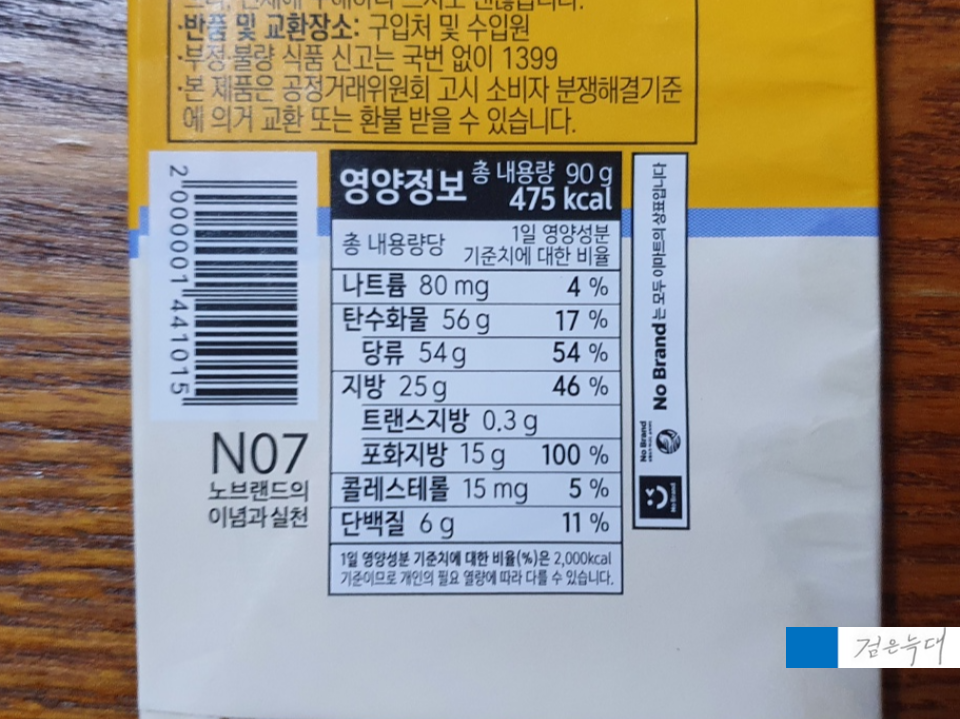 ·반품 및 교환장소: 구입처 및 수입원
·부정·불량 식품 신고는 국번 없이 1399
·본 제품은 공정거래위원회 고시 소비자 분쟁해결기준
에 의거 교환 또는 환불 받을 수 있습니다.
2 000001 441015
N07
노브랜드의
이념과 실천
영양정보 총 내용량 90 g
475 kcal
총 내용량당 1일 영양성분
기준치에 대한 비율
나트륨 80 mg 4 %
탄수화물 56 g 17 %
당류 54 g 54 %
지방 25 g 46 %
트랜스지방 0.3 g
포화지방 15 g 100 %
콜레스테롤 15 mg 5 %
단백질 6 g 11 %
1일 영양성분 기준치에 대한 비율(%)은 2,000kcal
기준이므로 개인의 필요 열량에 따라 다를 수 있습니다.
No Brand는 모두 이마트의 상표입니다
No Brand
No Brand
검은늑대